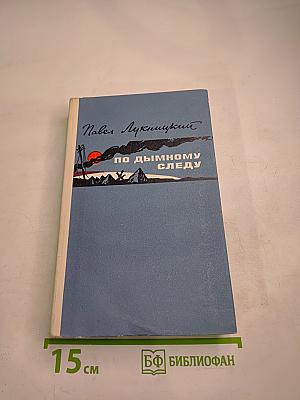 Павел Лукницкий
ПО ДЫМНОМУ
СЛЕДУ
15 см
БФ БИБЛИОФАН